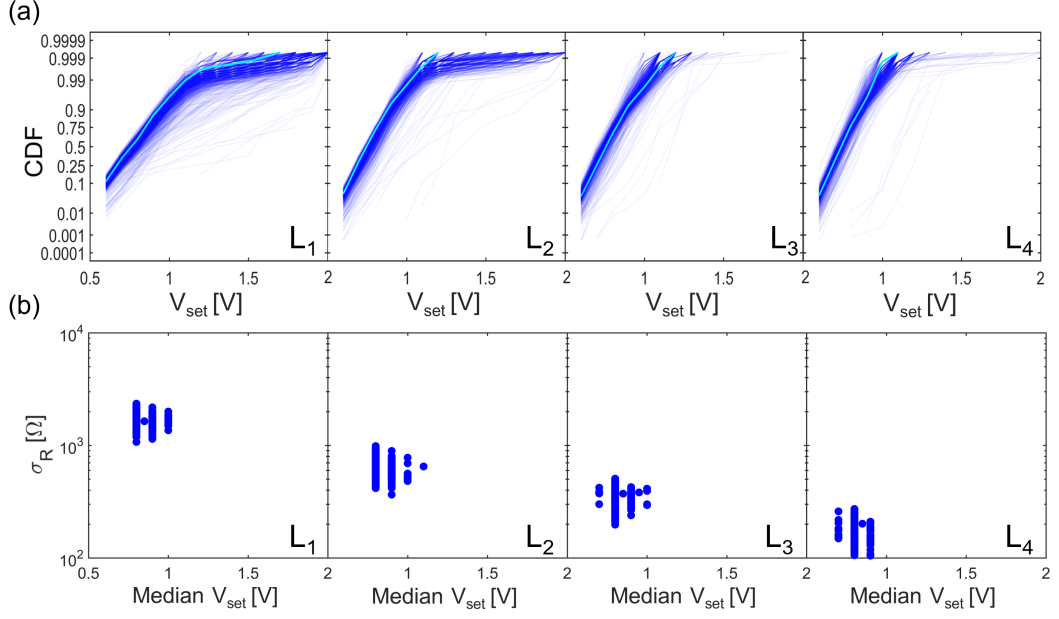 (a)
CDF
0.9999
0.999
0.99
0.9
0.75
0.5
0.25
0.1
0.01
0.001
0.0001
L1 L2 L3 L4
0.5 1 1.5 2 1 1.5 2 1 1.5 2 1 1.5 2
Vset [V] Vset [V] Vset [V] Vset [V]
(b)
σR [Ω]
10^4
10^3
10^2
L1 L2 L3 L4
0.5 1 1.5 2 1 1.5 2 1 1.5 2 1 1.5 2
Median Vset [V] Median Vset [V] Median Vset [V] Median Vset [V]